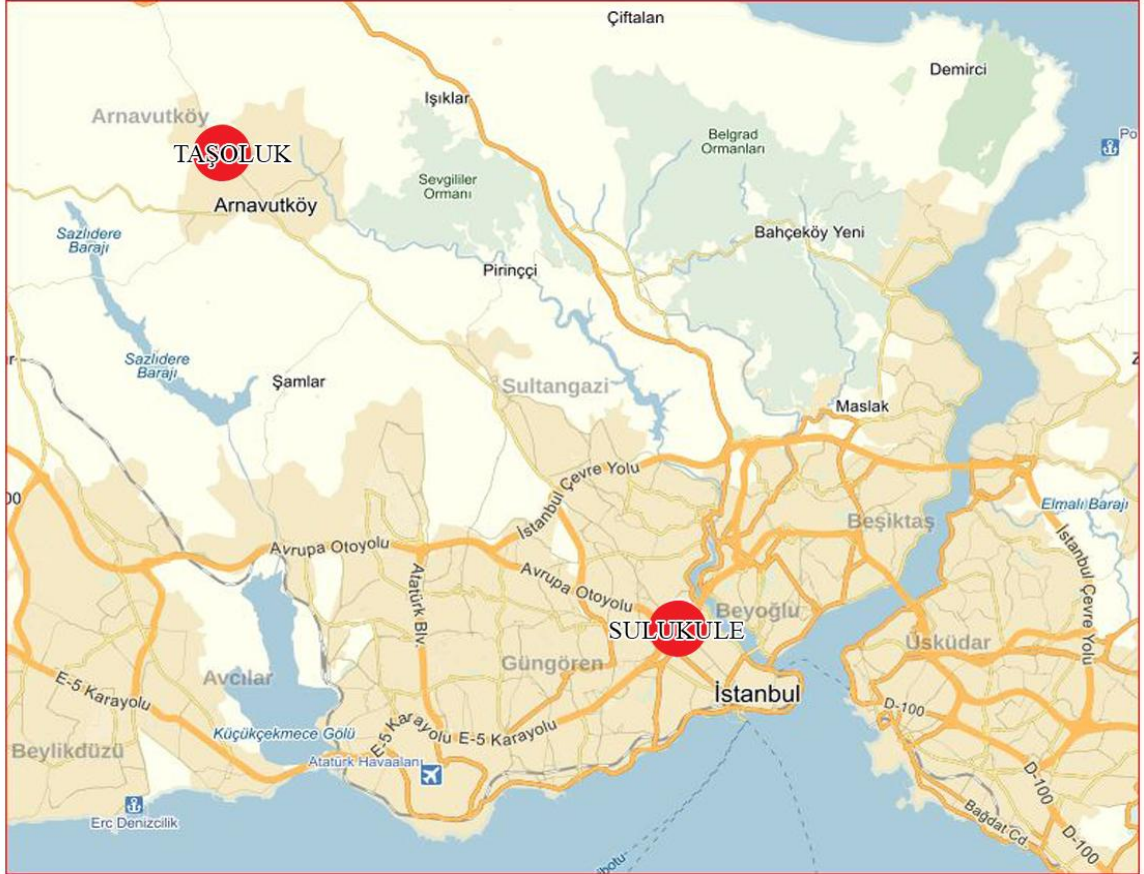 Çiftalan
Demirci
Işıklar
Arnavutköy
Belgrad
Ormanları
Po
TAŞOLUK
Sevgililer
Ormanı
Arnavutköy
Sazlıdere
Barajı
Bahçeköy Yeni
Pirinççi
Sazlıdere
Barajı
Şamlar
Sultangazi
Maslak
İstanbul Çevre Yolu
Elmalı Barajı
Beşiktaş
Avrupa Otoyolu
Atatürk Blv.
Avrupa Otoyolu
İstanbul Çevre Yolu
Beyoğlu
SULUKULE
Üsküdar
Güngören
Avcılar
E-5 Karayolu
İstanbul
D-100
Küçükçekmece Gölü
E-5 Karayolu
E-5 Karayolu
Beylikdüzü
Atatürk Havaalanı
D-100
Erc Denizcilik
Bağdat Cd.
D-100
ibotu